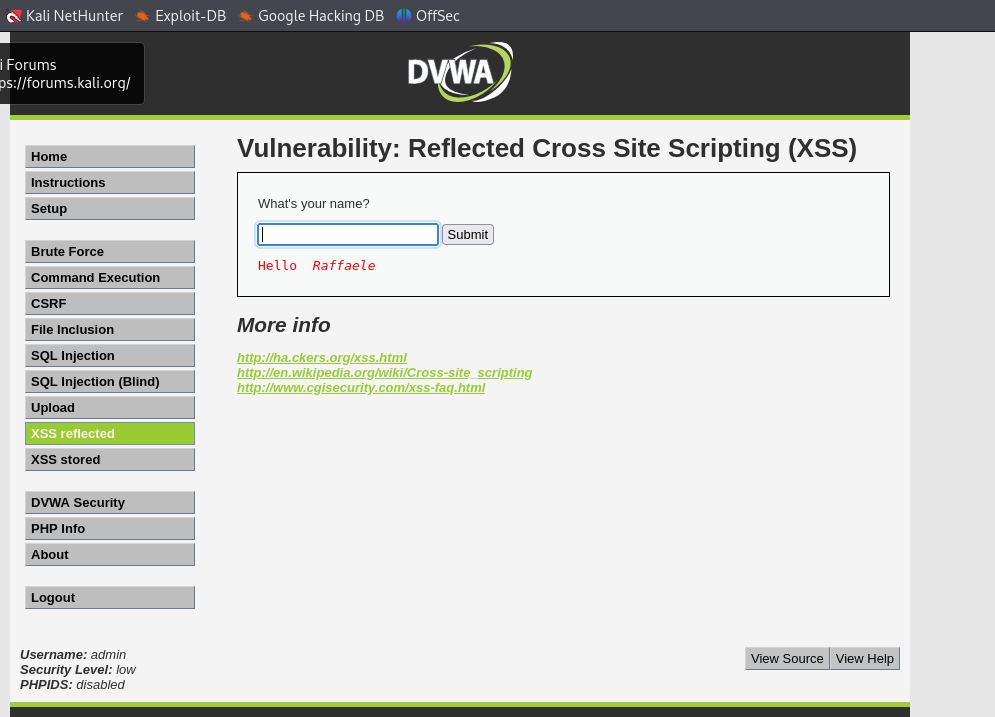 Kali NetHunter Exploit-DB Google Hacking DB OffSec
i Forums
ps://forums.kali.org/
DVWA
Home
Instructions
Setup
Brute Force
Command Execution
CSRF
File Inclusion
SQL Injection
SQL Injection (Blind)
Upload
XSS reflected
XSS stored
DVWA Security
PHP Info
About
Logout
Vulnerability: Reflected Cross Site Scripting (XSS)
What's your name?
Submit
Hello Raffaele
More info
http://ha.ckers.org/xss.html
http://en.wikipedia.org/wiki/Cross-site_scripting
http://www.cgisecurity.com/xss-faq.html
Username: admin
Security Level: low
PHPIDS: disabled
View Source View Help